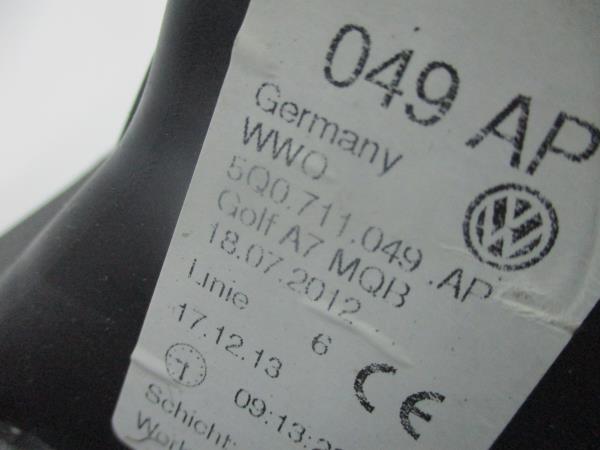 049 AP
Germany
WWO
5Q0.711.049 .AP
Golf A7 MQB
18.07.2012
Linie 6
17.12.13
09:13:2
Schicht: